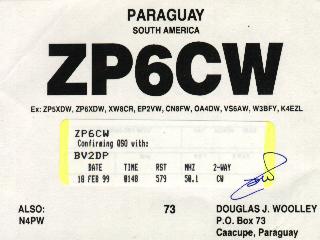 PARAGUAY
SOUTH AMERICA
ZP6CW
Ex: ZP5XDW, ZP6XDW, XW8CR, EP2VW, CN8FW, OA4DW, VS6AW, W3BFY, K4EZL
ZP6CW
Confirming QSO with:
BV2DP
DATE TIME RST MHZ 2-WAY
18 FEB 99 0148 579 50.1 CW
ALSO: 73 DOUGLAS J. WOOLLEY
N4PW P.O. Box 73
Caacupe, Paraguay